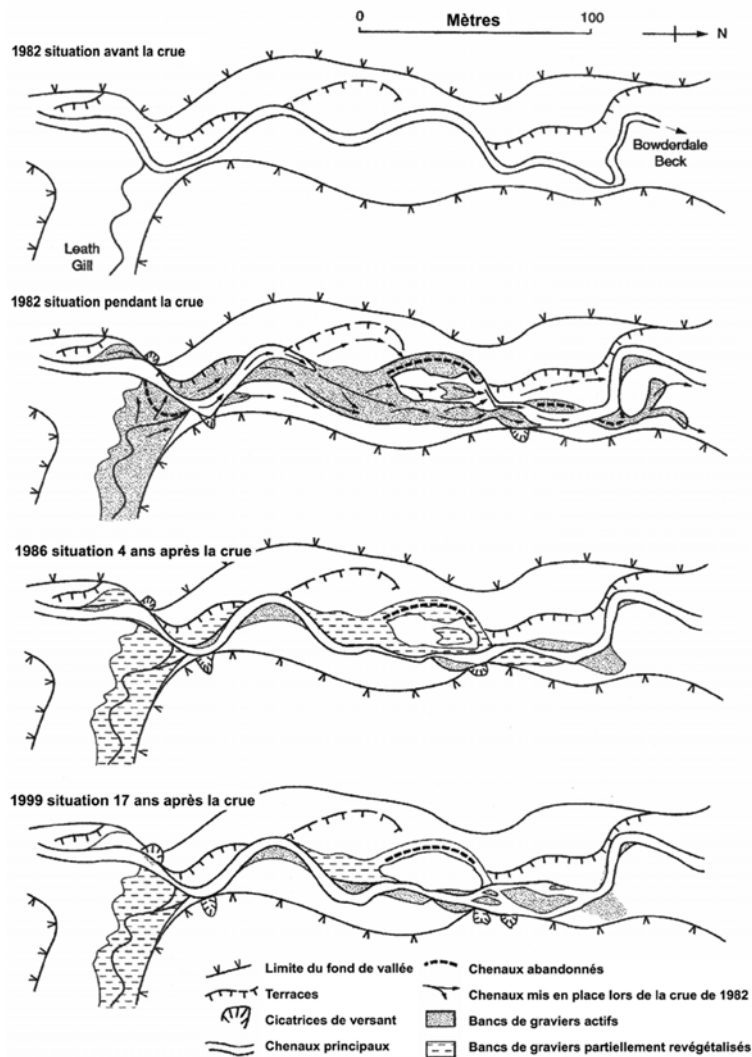 0 Mètres 100
N
1982 situation avant la crue
Bowderdale
Beck
Leath
Gill
1982 situation pendant la crue
1986 situation 4 ans après la crue
1999 situation 17 ans après la crue
Limite du fond de vallée
Terraces
Cicatrices de versant
Chenaux principaux
Chenaux abandonnés
Chenaux mis en place lors de la crue de 1982
Bancs de graviers actifs
Bancs de graviers partiellement revégétalisés